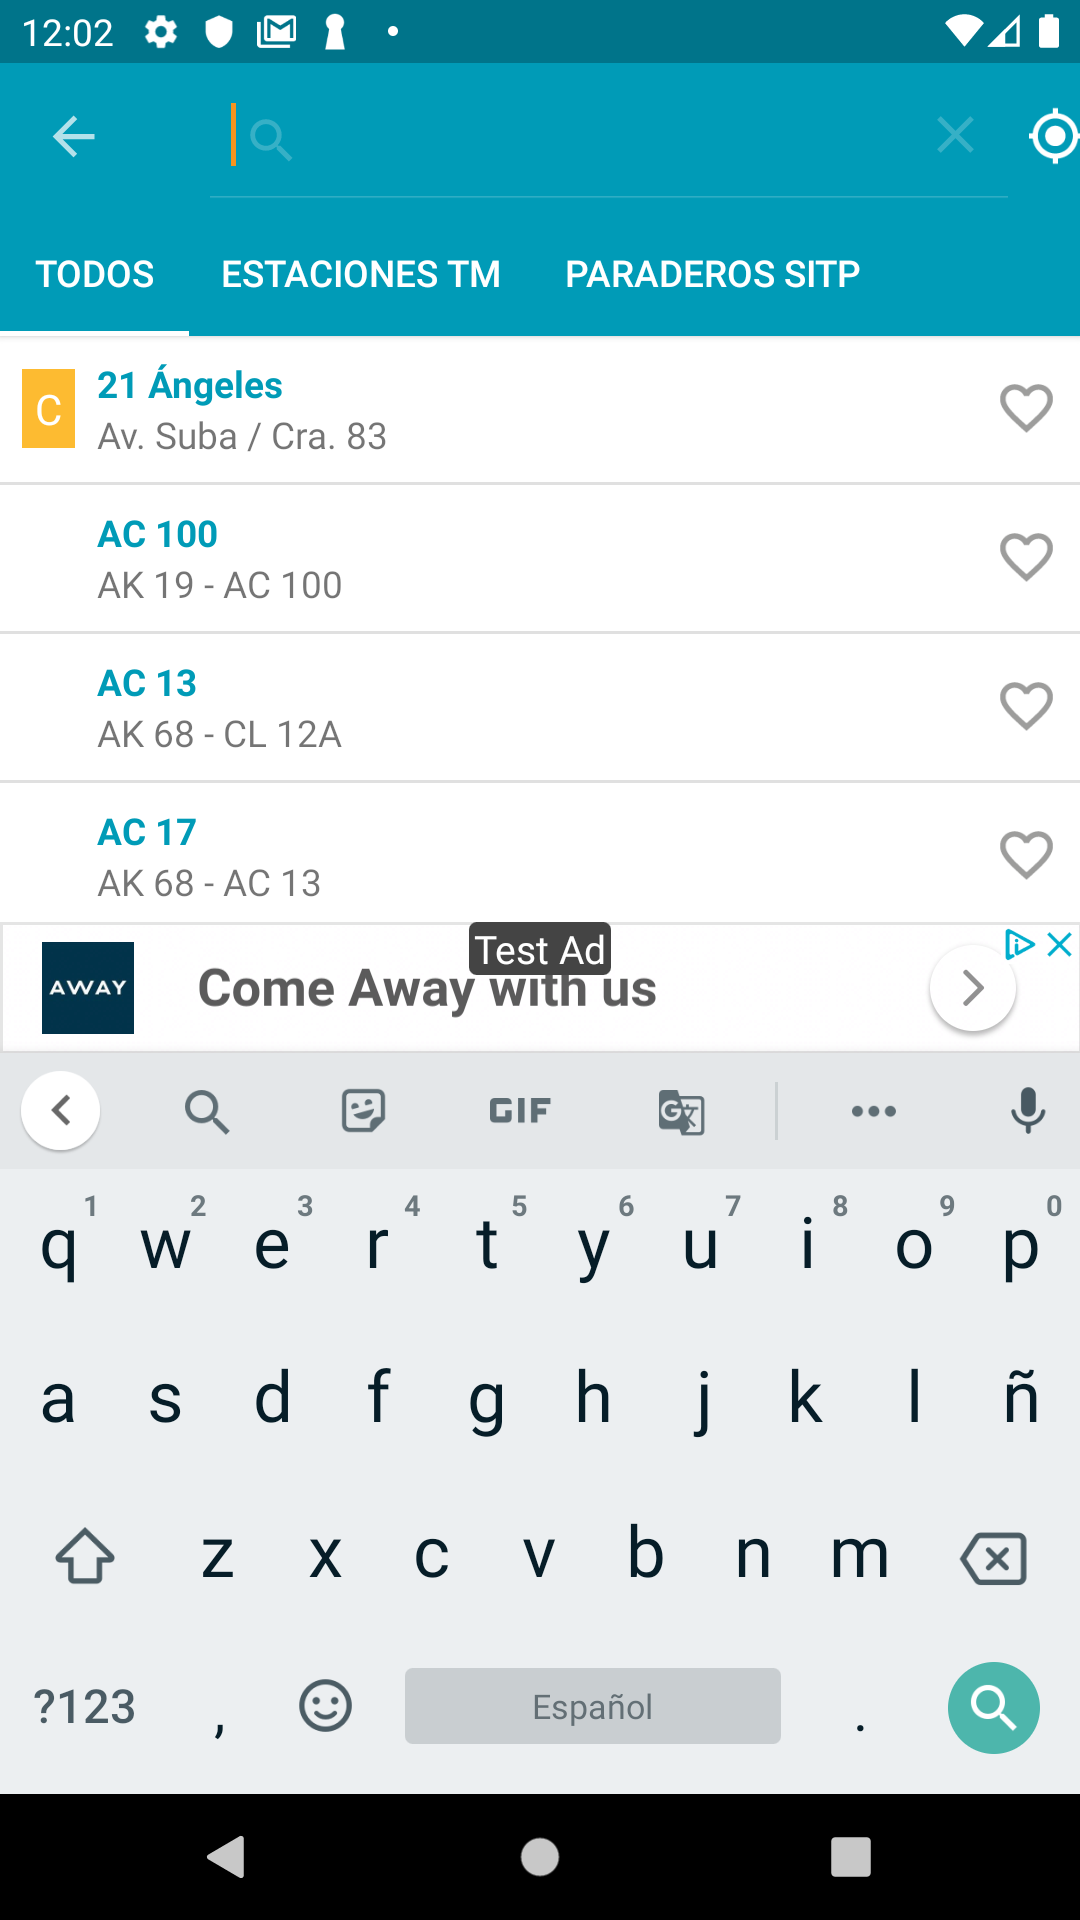 12:02
TODOS ESTACIONES TM PARADEROS SITP
C
21 Ángeles
Av. Suba / Cra. 83
AC 100
AK 19 - AC 100
AC 13
AK 68 - CL 12A
AC 17
AK 68 - AC 13
Test Ad
AWAY
Come Away with us
GIF
G
1 2 3 4 5 6 7 8 9 0
q w e r t y u i o p
a s d f g h j k l ñ
z x c v b n m
?123 , Español .